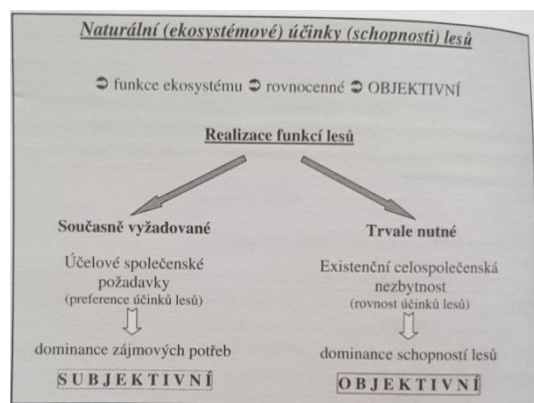 Naturální (ekosystémové) účinky (schopnosti) lesů
➲ funkce ekosystému ➲ rovnocenné ➲ OBJEKTIVNÍ
Realizace funkcí lesů
Současně vyžadované
Účelové společenské
požadavky
(preference účinků lesů)
dominance zájmových potřeb
SUBJEKTIVNÍ
Trvale nutné
Existenční celospolečenská
nezbytnost
(rovnost účinků lesů)
dominance schopností lesů
OBJEKTIVNÍ